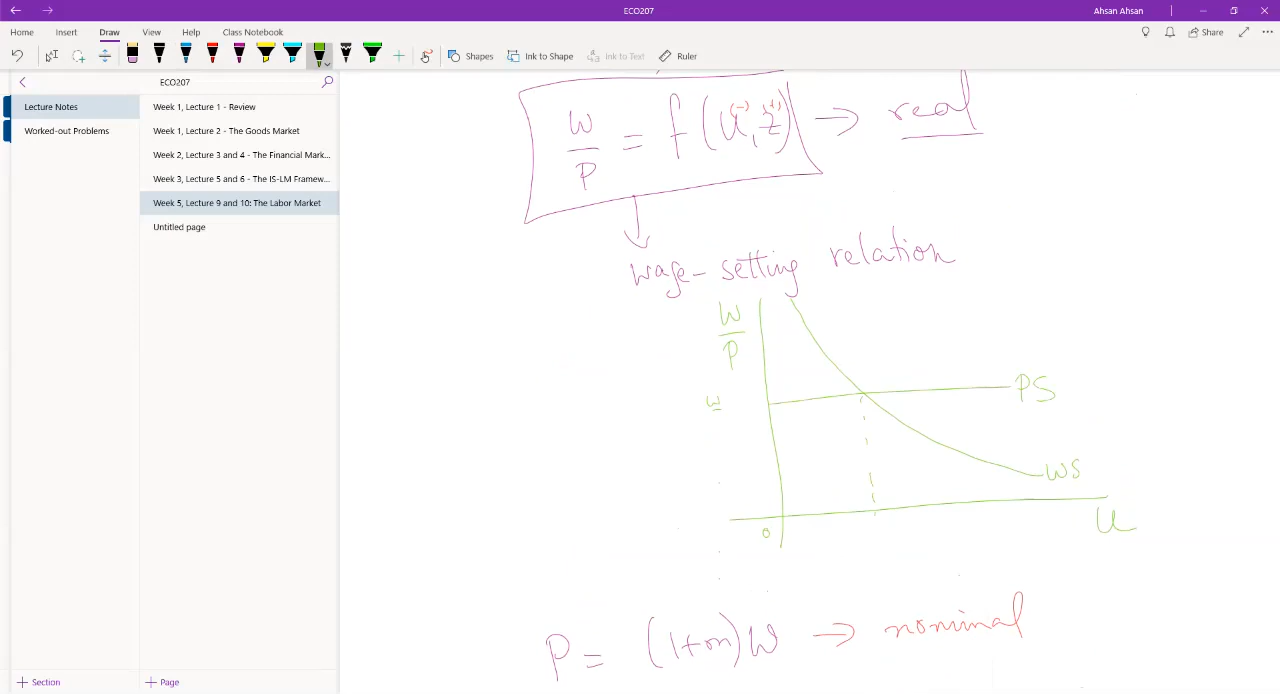 ECO207
Ahsan Ahsan
Home Insert Draw View Help Class Notebook
Share
Shapes Ink to Shape Ink to Text Ruler
ECO207
Lecture Notes
Worked-out Problems
Week 1, Lecture 1 - Review
Week 1, Lecture 2 - The Goods Market
Week 2, Lecture 3 and 4 - The Financial Mark...
Week 3, Lecture 5 and 6 - The IS-LM Framew...
Week 5, Lecture 9 and 10: The Labor Market
Untitled page
W/P = f(u(-), z(+)) → real
wage-setting relation
W/P
w
PS
WS
0
u
P = (1+m)W → nominal
+ Section
+ Page